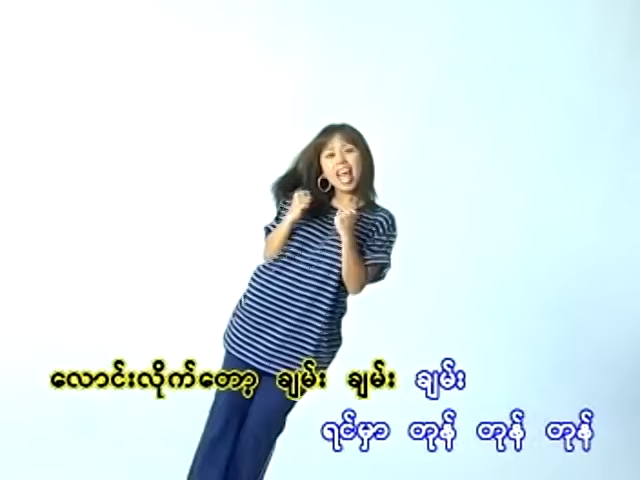 လောင်းလိုက်တော့ ချမ်း ချမ်း ချမ်း
ရင်မှာ တုန် တုန် တုန်